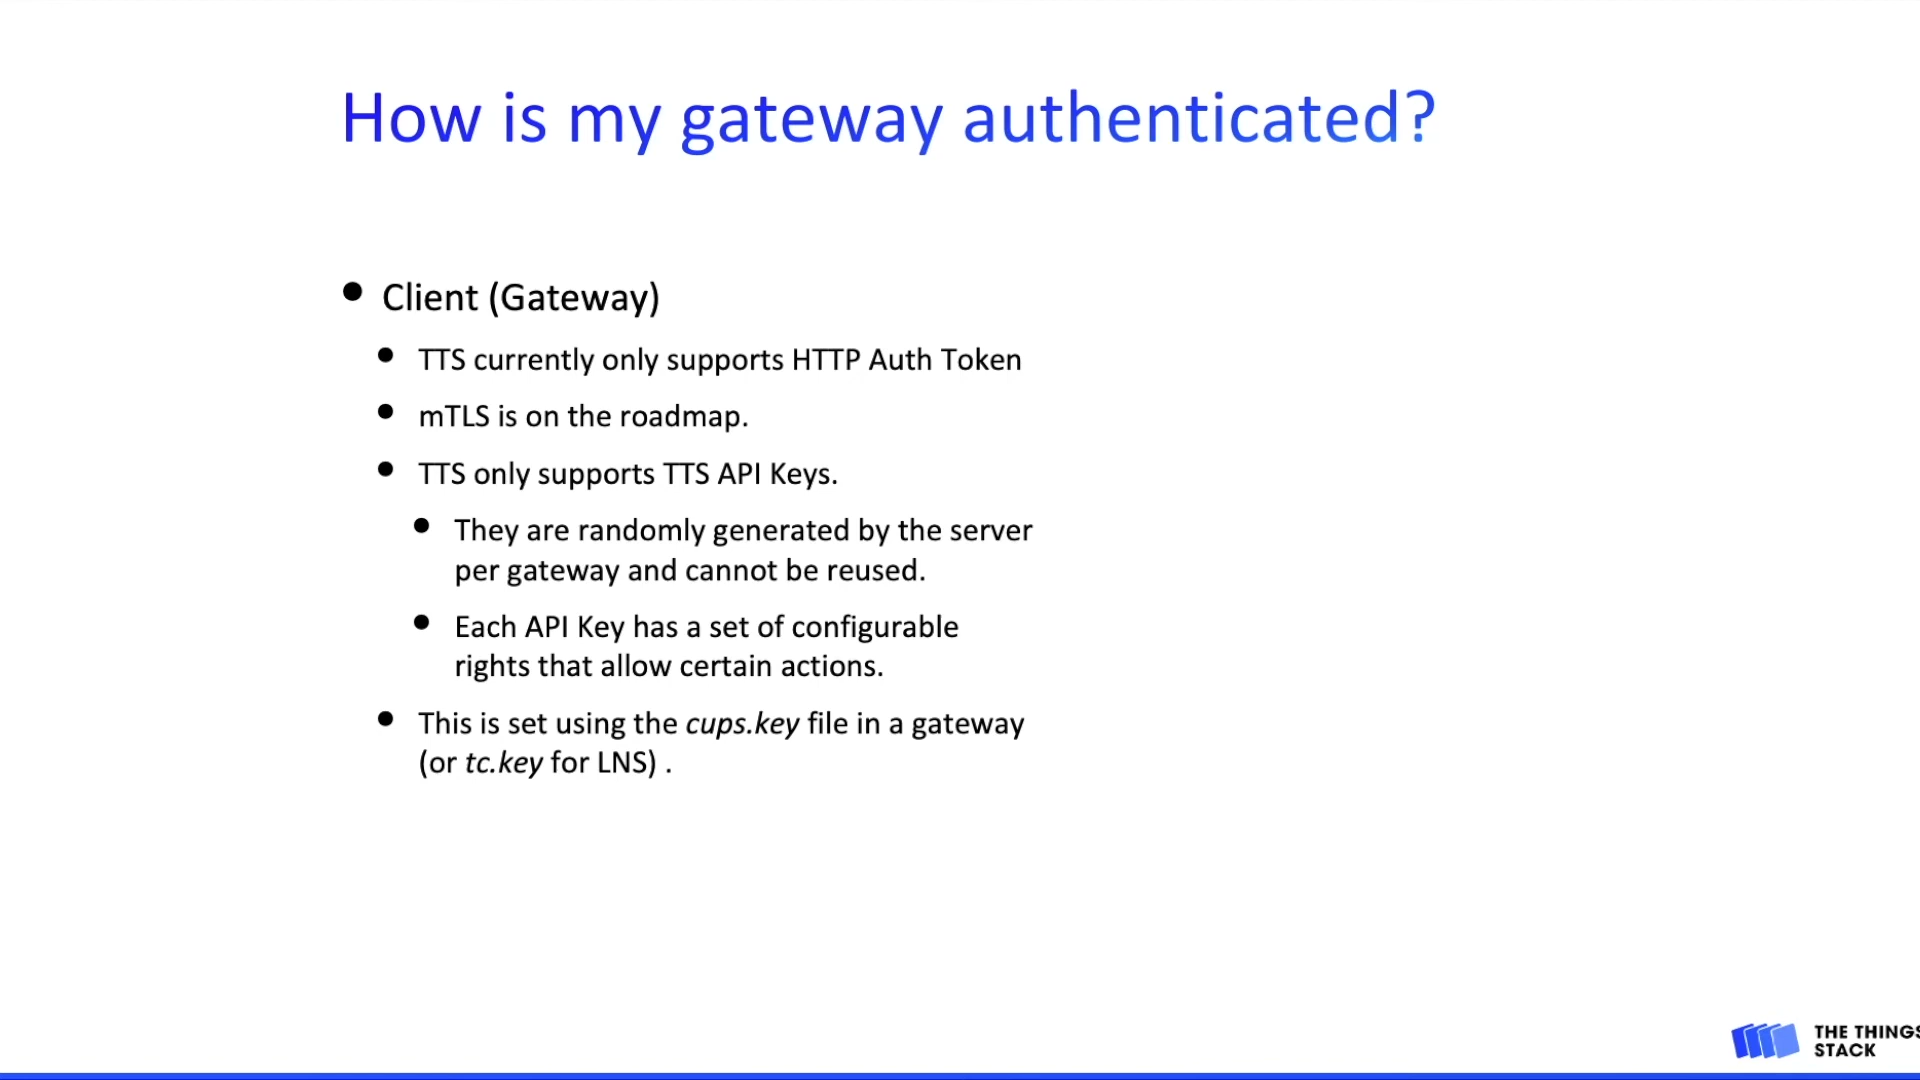 How is my gateway authenticated?
• Client (Gateway)
• TTS currently only supports HTTP Auth Token
• mTLS is on the roadmap.
• TTS only supports TTS API Keys.
• They are randomly generated by the server
per gateway and cannot be reused.
• Each API Key has a set of configurable
rights that allow certain actions.
• This is set using the cups.key file in a gateway
(or tc.key for LNS) .
THE THINGS
STACK